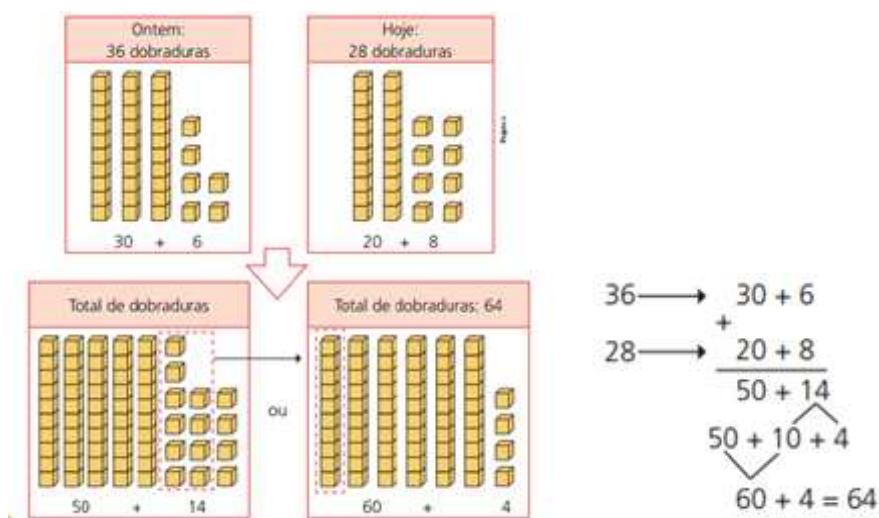 Ontem:
36 dobraduras
30 + 6
Hoje:
28 dobraduras
20 + 8
Total de dobraduras
50 + 14
ou
Total de dobraduras: 64
60 + 4
36 → 30 + 6
+
28 → 20 + 8
50 + 14
50 + 10 + 4
60 + 4 = 64